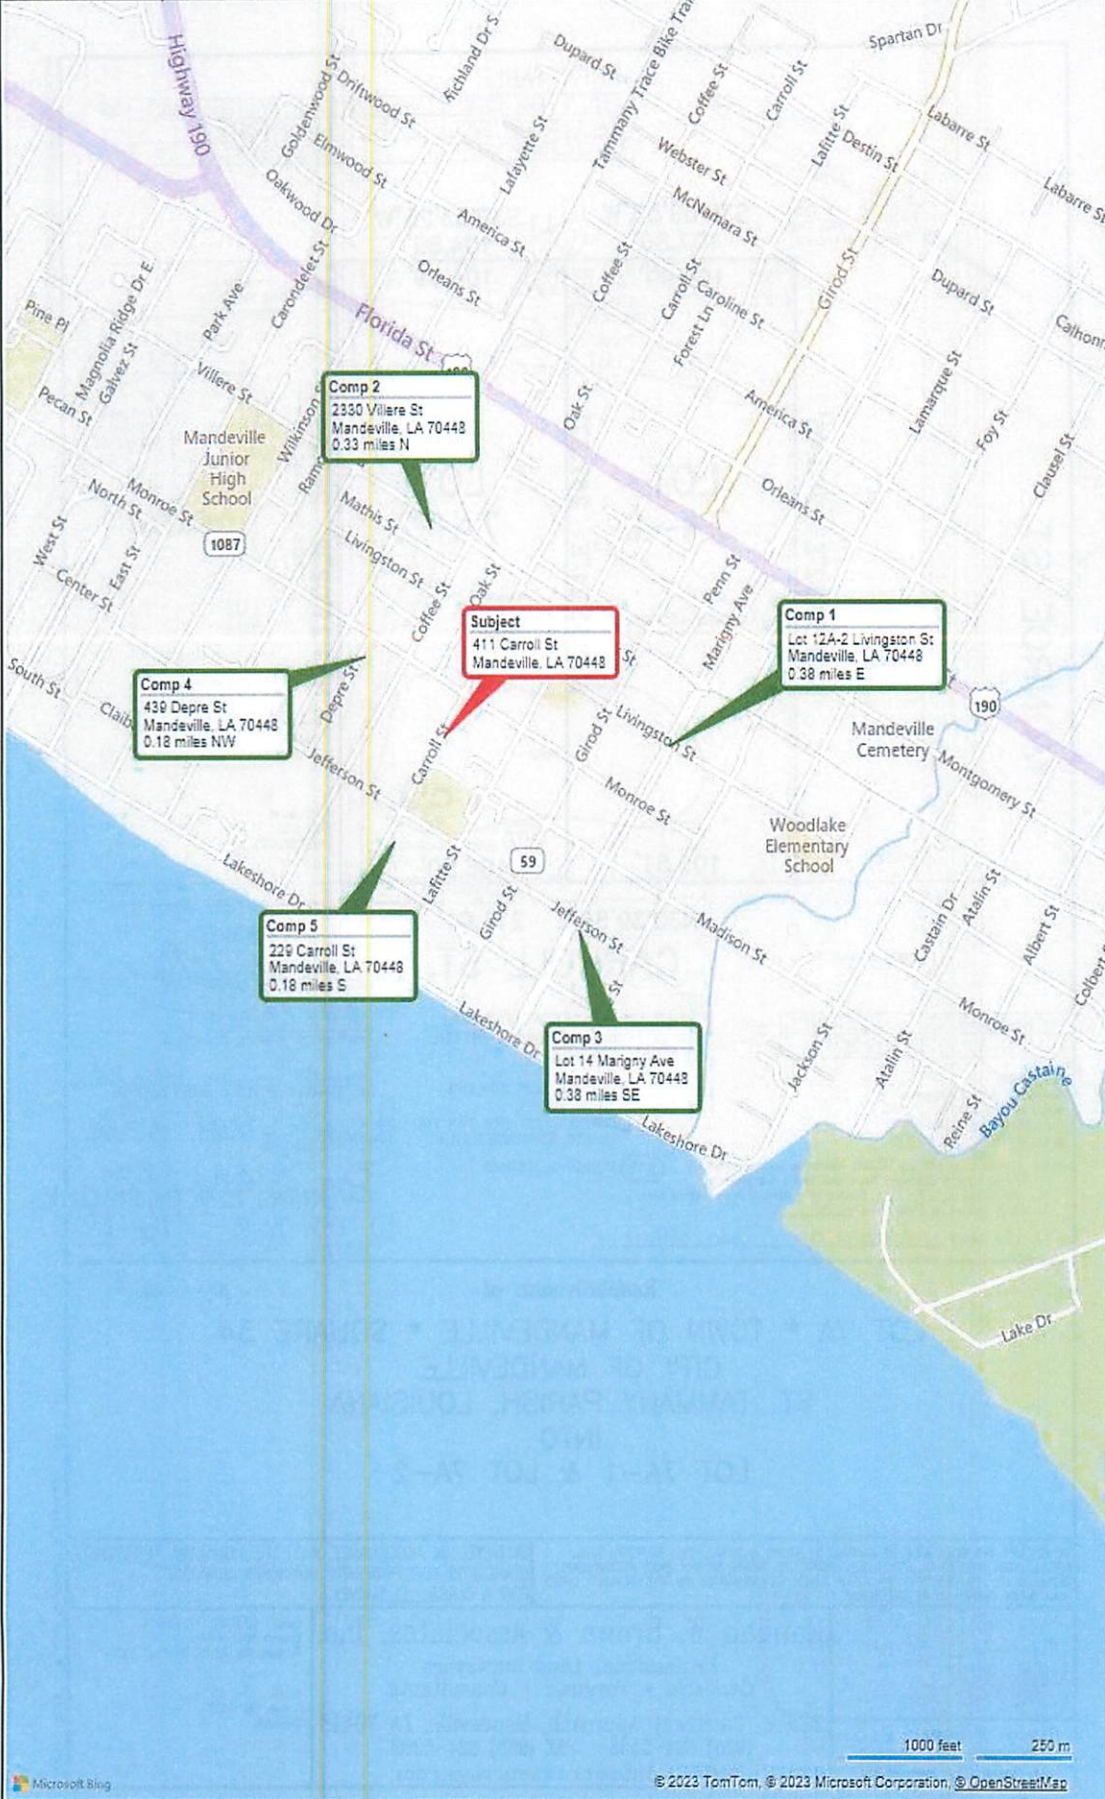 Spartan Dr
Highway 190
Richland Dr S
Dupard St
Tammany Trace Bike Trail
Goldenwood St
Driftwood St
Coffee St
Carroll St
Labarre St
Elmwood St
Lafayette St
Lafitte St
Destin St
Webster St
Oakwood Dr
McNamara St
Labarre St
America St
Carondelet St
Orleans St
Coffee St
Carroll St
Girod St
Dupard St
Caroline St
Magnolia Ridge Dr E
Park Ave
Pine Pl
Florida St
Forest Ln
Galvez St
Villere St
Lamarque St
Pecan St
Oak St
America St
Foy St
Comp 2
2330 Villere St
Mandeville, LA 70448
0.33 miles N
Wilkinson
Mandeville
Junior
High
School
Clausel St
Monroe St
North St
Mathis St
Orleans St
West St
1087
Livingston St
East St
Center St
Coffee St
Oak St
Penn St
Marigny Ave
Subject
411 Carroll St
Mandeville, LA 70448
Comp 1
Lot 12A-2 Livingston St
Mandeville, LA 70448
0.38 miles E
St
South St
Comp 4
439 Depre St
Mandeville, LA 70448
0.18 miles NW
Depre St
Livingston St
Girod St
190
Mandeville
Cemetery
Carroll St
Jefferson St
Montgomery St
Monroe St
Woodlake
Elementary
School
59
Lafitte St
Lakeshore Dr
Girod St
Jefferson St
Madison St
Castain Dr
Atalin St
Albert St
Comp 5
229 Carroll St
Mandeville, LA 70448
0.18 miles S
Colbert
Lakeshore Dr
Monroe St
Comp 3
Lot 14 Marigny Ave
Mandeville, LA 70448
0.38 miles SE
Jackson St
Atalin St
Reine St
Bayou Castaine
Lakeshore Dr
Lake Dr
1000 feet
250 m
Microsoft Bing
© 2023 TomTom, © 2023 Microsoft Corporation, © OpenStreetMap